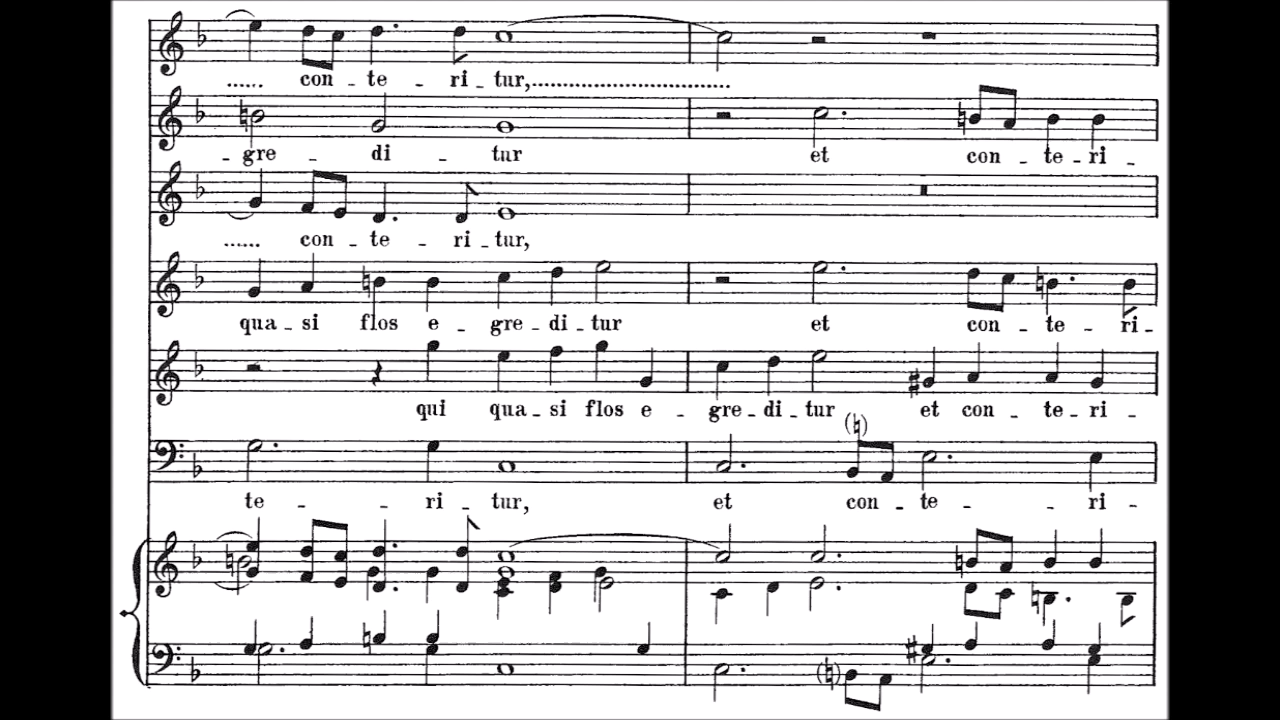 ...... con - te - ri - tur,..............................
- gre - di - tur et con - te - ri -
...... con - te - ri - tur,
qua - si flos e - gre - di - tur et con - te - ri -
qui qua - si flos e - gre - di - tur et con - te - ri -
te - ri - tur, et con - te - ri -